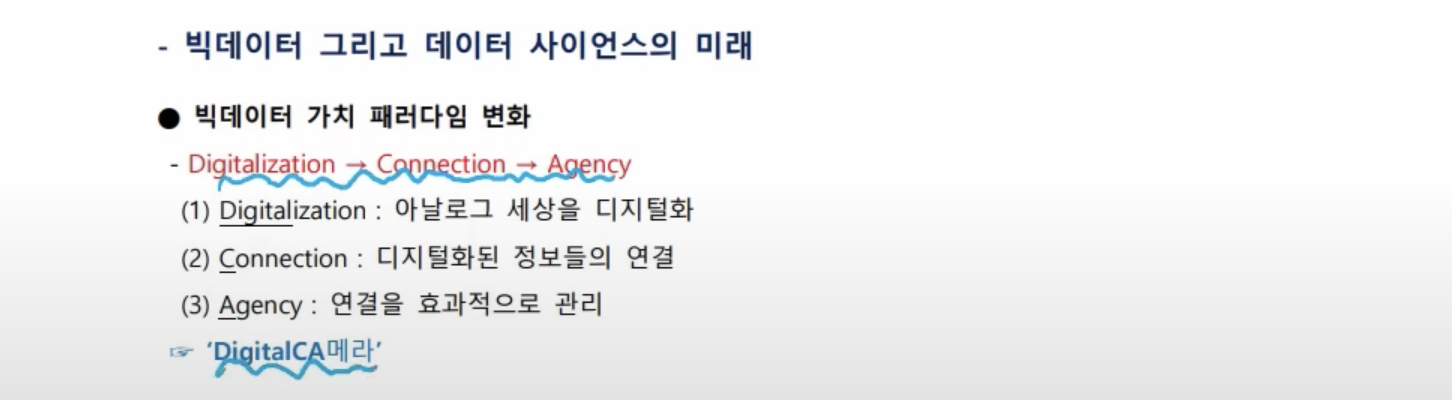 - 빅데이터 그리고 데이터 사이언스의 미래
● 빅데이터 가치 패러다임 변화
- Digitalization → Connection → Agency
(1) Digitalization : 아날로그 세상을 디지털화
(2) Connection : 디지털화된 정보들의 연결
(3) Agency : 연결을 효과적으로 관리
☞ 'DigitalCA메라'